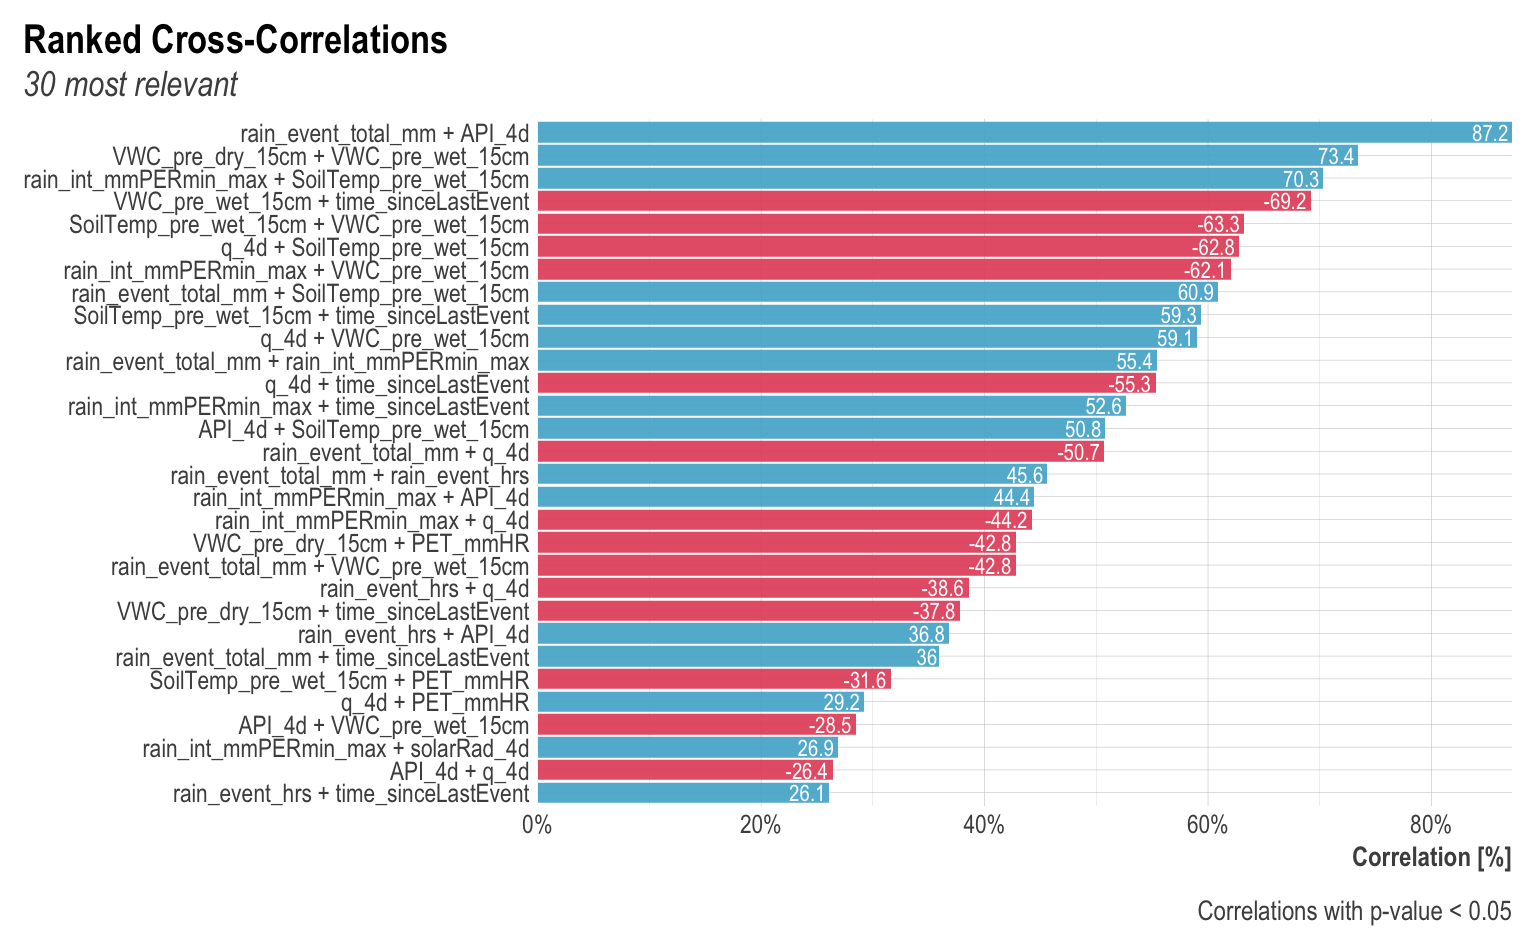 Ranked Cross-Correlations
30 most relevant
rain_event_total_mm + API_4d 87.2
VWC_pre_dry_15cm + VWC_pre_wet_15cm 73.4
rain_int_mmPERmin_max + SoilTemp_pre_wet_15cm 70.3
VWC_pre_wet_15cm + time_sinceLastEvent -69.2
SoilTemp_pre_wet_15cm + VWC_pre_wet_15cm -63.3
q_4d + SoilTemp_pre_wet_15cm -62.8
rain_int_mmPERmin_max + VWC_pre_wet_15cm -62.1
rain_event_total_mm + SoilTemp_pre_wet_15cm 60.9
SoilTemp_pre_wet_15cm + time_sinceLastEvent 59.3
q_4d + VWC_pre_wet_15cm 59.1
rain_event_total_mm + rain_int_mmPERmin_max 55.4
q_4d + time_sinceLastEvent -55.3
rain_int_mmPERmin_max + time_sinceLastEvent 52.6
API_4d + SoilTemp_pre_wet_15cm 50.8
rain_event_total_mm + q_4d -50.7
rain_event_total_mm + rain_event_hrs 45.6
rain_int_mmPERmin_max + API_4d 44.4
rain_int_mmPERmin_max + q_4d -44.2
VWC_pre_dry_15cm + PET_mmHR -42.8
rain_event_total_mm + VWC_pre_wet_15cm -42.8
rain_event_hrs + q_4d -38.6
VWC_pre_dry_15cm + time_sinceLastEvent -37.8
rain_event_hrs + API_4d 36.8
rain_event_total_mm + time_sinceLastEvent 36
SoilTemp_pre_wet_15cm + PET_mmHR -31.6
q_4d + PET_mmHR 29.2
API_4d + VWC_pre_wet_15cm -28.5
rain_int_mmPERmin_max + solarRad_4d 26.9
API_4d + q_4d -26.4
rain_event_hrs + time_sinceLastEvent 26.1
0% 20% 40% 60% 80%
Correlation [%]
Correlations with p-value < 0.05